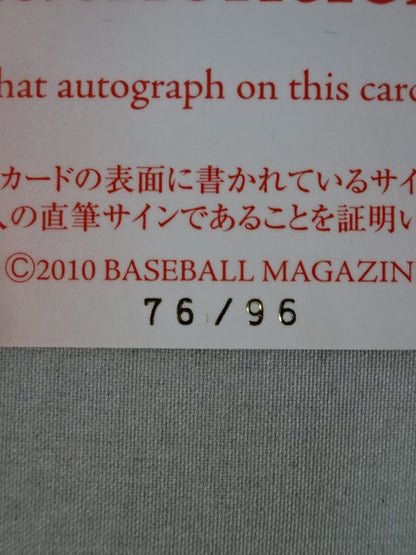 hat autograph on this card
カードの表面に書かれているサイ
人の直筆サインであることを証明い
©2010 BASEBALL MAGAZIN
76/96